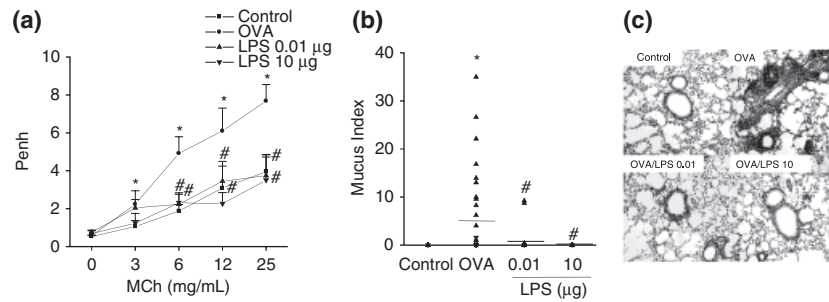 (a)
Control
OVA
LPS 0.01 µg
LPS 10 µg
10
8
6
4
2
0
Penh
*
*
*
*
#
#
#
#
#
#
0
3
6
12
25
MCh (mg/mL)
(b)
40
30
20
10
0
Mucus Index
*
#
#
Control
OVA
0.01
10
LPS (µg)
(c)
Control
OVA
OVA/LPS 0.01
OVA/LPS 10